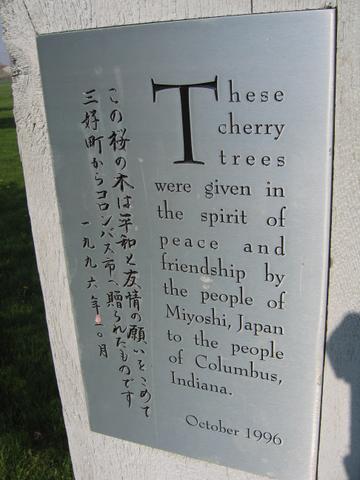 この桜の木は平和と友情の願いをこめて
三好町からコロンバス市へ贈られたものです
一九九六年一〇月
These
cherry
trees
were given in
the spirit of
peace and
friendship by
the people of
Miyoshi, Japan
to the people
of Columbus,
Indiana.
October 1996